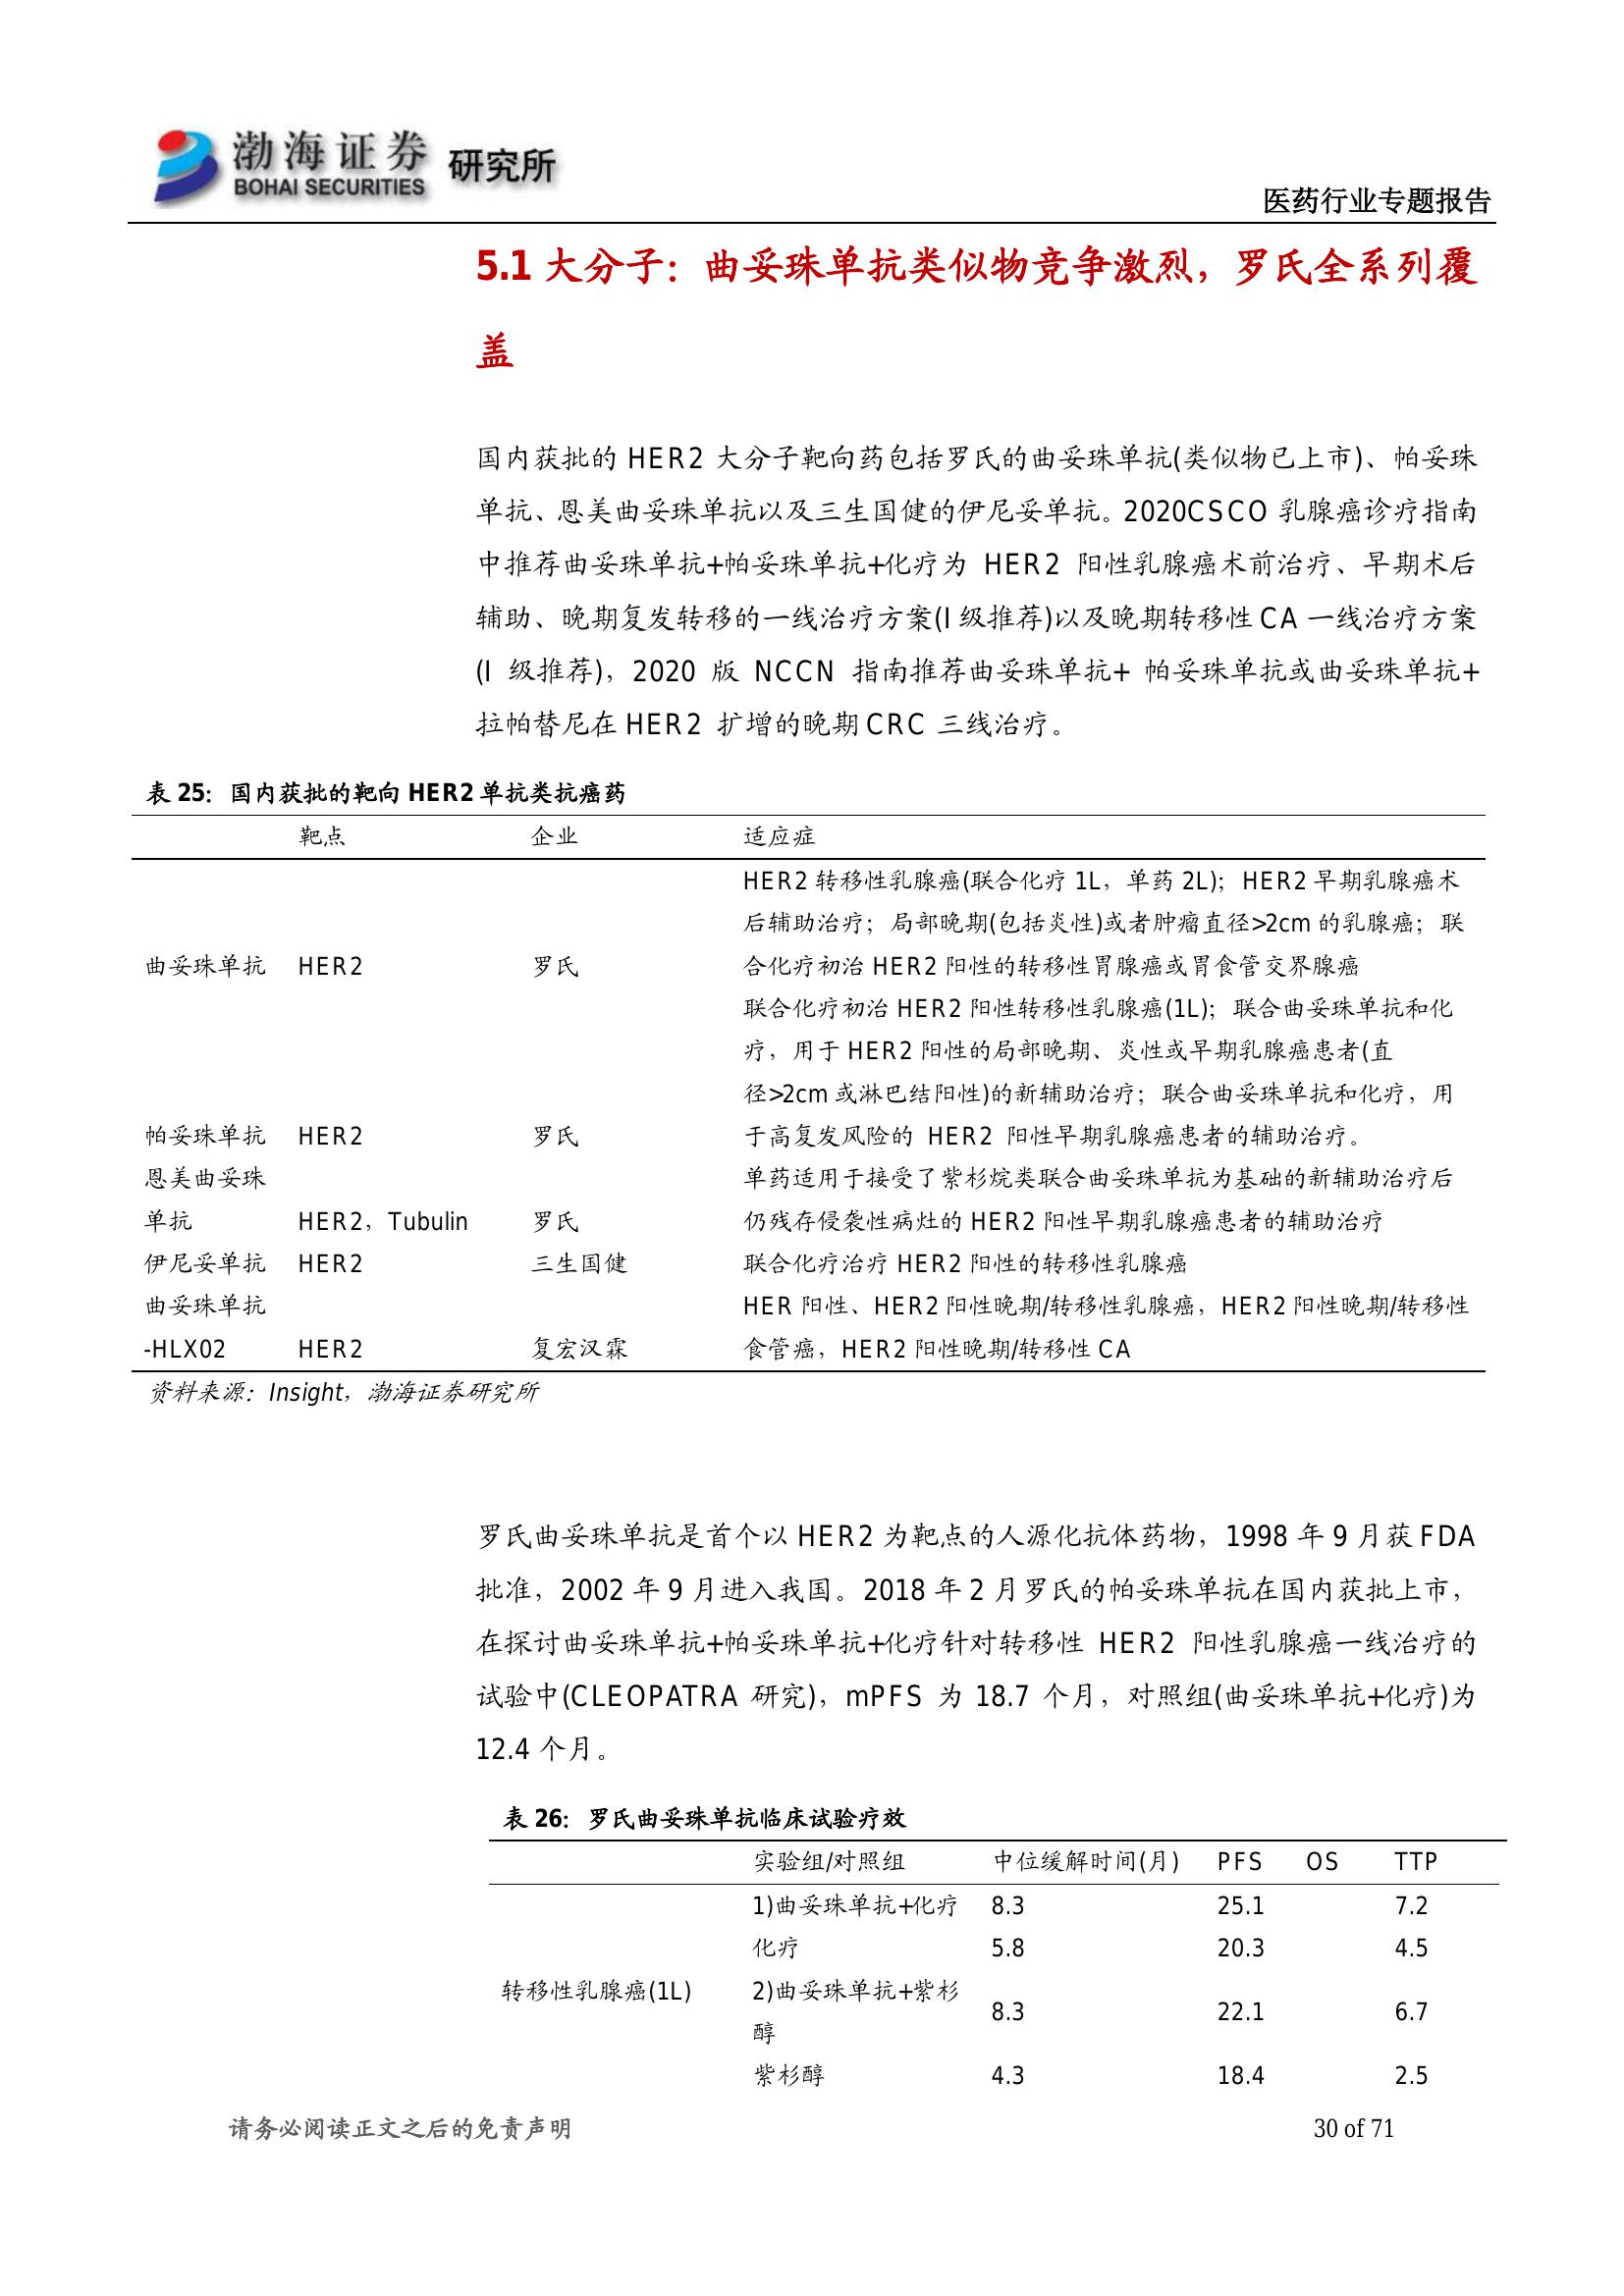 渤海证券 研究所
BOHAI SECURITIES
医药行业专题报告
5.1 大分子：曲妥珠单抗类似物竞争激烈，罗氏全系列覆
盖
国内获批的 HER2 大分子靶向药包括罗氏的曲妥珠单抗(类似物已上市)、帕妥珠
单抗、恩美曲妥珠单抗以及三生国健的伊尼妥单抗。2020CSCO 乳腺癌诊疗指南
中推荐曲妥珠单抗+帕妥珠单抗+化疗为 HER2 阳性乳腺癌术前治疗、早期术后
辅助、晚期复发转移的一线治疗方案(I 级推荐)以及晚期转移性 CA 一线治疗方案
(I 级推荐)，2020 版 NCCN 指南推荐曲妥珠单抗+ 帕妥珠单抗或曲妥珠单抗+
拉帕替尼在 HER2 扩增的晚期 CRC 三线治疗。
表 25：国内获批的靶向 HER2 单抗类抗癌药
靶点 企业 适应症
HER2 转移性乳腺癌(联合化疗 1L，单药 2L)；HER2 早期乳腺癌术
后辅助治疗；局部晚期(包括炎性)或者肿瘤直径>2cm 的乳腺癌；联
曲妥珠单抗 HER2 罗氏 合化疗初治 HER2 阳性的转移性胃腺癌或胃食管交界腺癌
联合化疗初治 HER2 阳性转移性乳腺癌(1L)；联合曲妥珠单抗和化
疗，用于 HER2 阳性的局部晚期、炎性或早期乳腺癌患者(直
径>2cm 或淋巴结阳性)的新辅助治疗；联合曲妥珠单抗和化疗，用
帕妥珠单抗 HER2 罗氏 于高复发风险的 HER2 阳性早期乳腺癌患者的辅助治疗。
恩美曲妥珠 单药适用于接受了紫杉烷类联合曲妥珠单抗为基础的新辅助治疗后
单抗 HER2，Tubulin 罗氏 仍残存侵袭性病灶的 HER2 阳性早期乳腺癌患者的辅助治疗
伊尼妥单抗 HER2 三生国健 联合化疗治疗 HER2 阳性的转移性乳腺癌
曲妥珠单抗 HER 阳性、HER2 阳性晚期/转移性乳腺癌，HER2 阳性晚期/转移性
-HLX02 HER2 复宏汉霖 食管癌，HER2 阳性晚期/转移性 CA
资料来源：Insight，渤海证券研究所
罗氏曲妥珠单抗是首个以 HER2 为靶点的人源化抗体药物，1998 年 9 月获 FDA
批准，2002 年 9 月进入我国。2018 年 2 月罗氏的帕妥珠单抗在国内获批上市，
在探讨曲妥珠单抗+帕妥珠单抗+化疗针对转移性 HER2 阳性乳腺癌一线治疗的
试验中(CLEOPATRA 研究)，mPFS 为 18.7 个月，对照组(曲妥珠单抗+化疗)为
12.4 个月。
表 26：罗氏曲妥珠单抗临床试验疗效
实验组/对照组 中位缓解时间(月) PFS OS TTP
1)曲妥珠单抗+化疗 8.3 25.1 7.2
化疗 5.8 20.3 4.5
转移性乳腺癌(1L) 2)曲妥珠单抗+紫杉
醇 8.3 22.1 6.7
紫杉醇 4.3 18.4 2.5
请务必阅读正文之后的免责声明 30 of 71